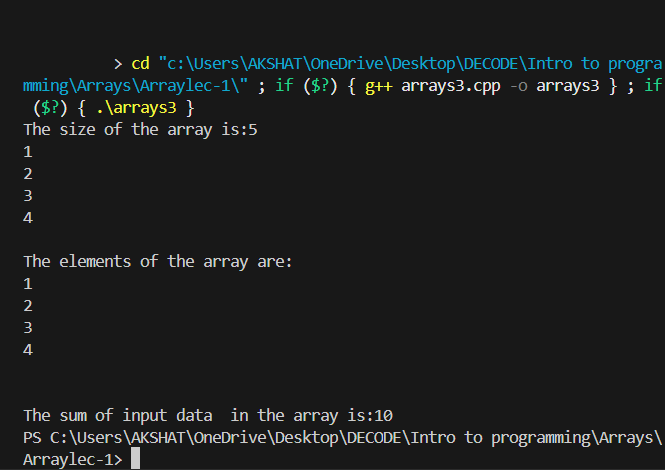 > cd "c:\Users\AKSHAT\OneDrive\Desktop\DECODE\Intro to progra
mming\Arrays\Arraylec-1\" ; if ($?) { g++ arrays3.cpp -o arrays3 } ; if
($?) { .\arrays3 }
The size of the array is:5
1
2
3
4
The elements of the array are:
1
2
3
4
The sum of input data  in the array is:10
PS C:\Users\AKSHAT\OneDrive\Desktop\DECODE\Intro to programming\Arrays\
Arraylec-1>